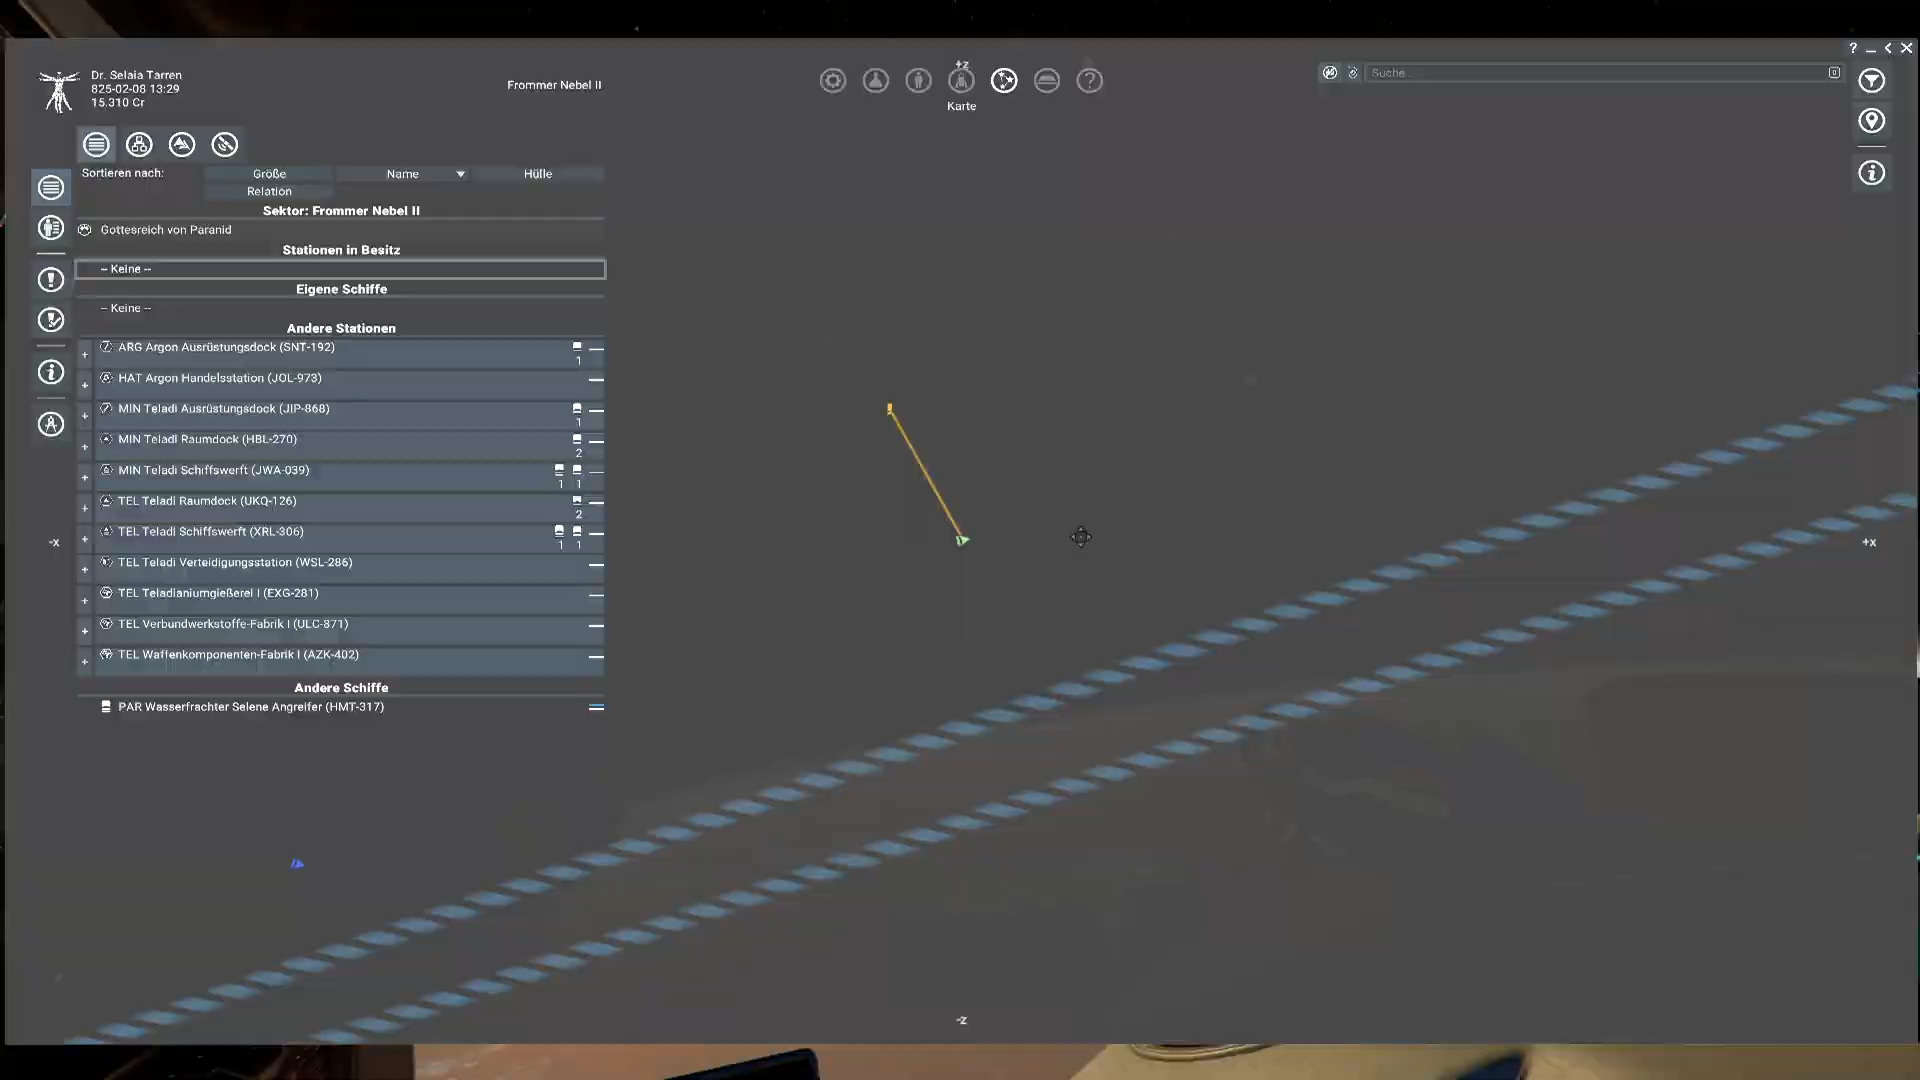 ? _ < X
Dr. Selaia Tarren
825-02-08 13:29
15.310 Cr
Frommer Nebel II
+z
Karte
Suche...
Sortieren nach:
Größe
Name
Hülle
Relation
Sektor: Frommer Nebel II
Gottesreich von Paranid
Stationen in Besitz
-- Keine --
Eigene Schiffe
-- Keine --
Andere Stationen
+ ARG Argon Ausrüstungsdock (SNT-192) 1
+ HAT Argon Handelsstation (JOL-973)
+ MIN Teladi Ausrüstungsdock (JIP-868) 1
+ MIN Teladi Raumdock (HBL-270) 2
+ MIN Teladi Schiffswerft (JWA-039) 1 1
+ TEL Teladi Raumdock (UKQ-126) 2
+ TEL Teladi Schiffswerft (XRL-306) 1 1
+ TEL Teladi Verteidigungsstation (WSL-286)
+ TEL Teladianiumgießerei I (EXG-281)
+ TEL Verbundwerkstoffe-Fabrik I (ULC-871)
+ TEL Waffenkomponenten-Fabrik I (AZK-402)
Andere Schiffe
PAR Wasserfrachter Selene Angreifer (HMT-317)
-x
+x
-z